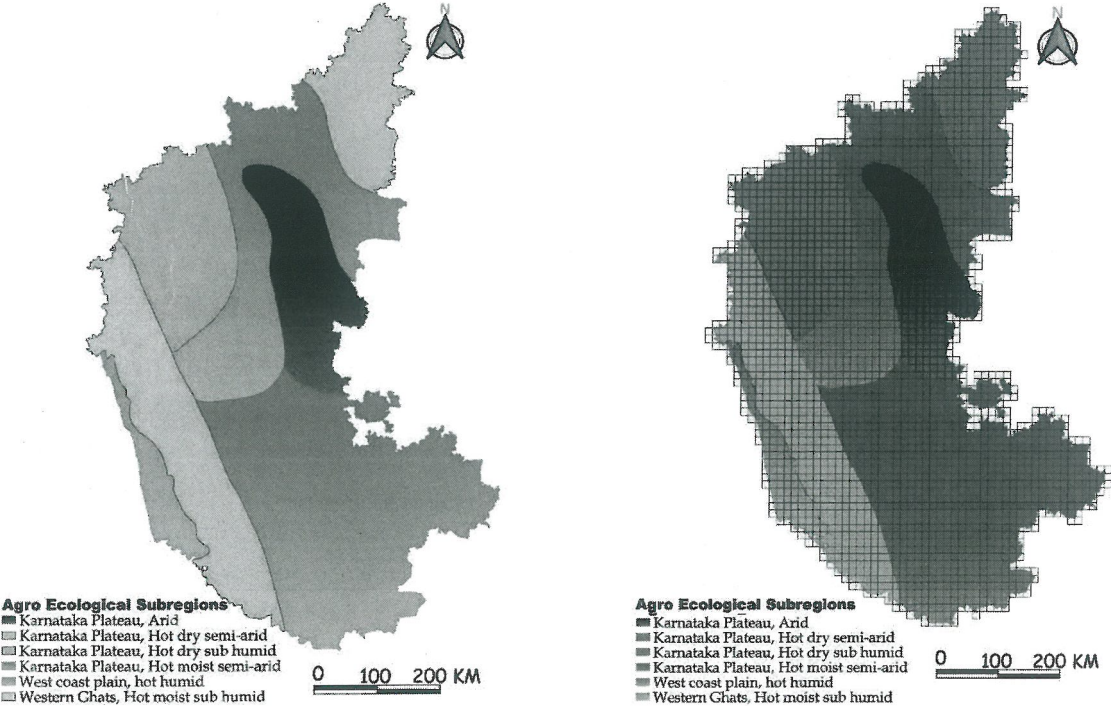 N
Agro Ecological Subregions
Karnataka Plateau, Arid
Karnataka Plateau, Hot dry semi-arid
Karnataka Plateau, Hot dry sub humid
Karnataka Plateau, Hot moist semi-arid
West coast plain, hot humid
Western Ghats, Hot moist sub humid
0 100 200 KM
N
Agro Ecological Subregions
Karnataka Plateau, Arid
Karnataka Plateau, Hot dry semi-arid
Karnataka Plateau, Hot dry sub humid
Karnataka Plateau, Hot moist semi-arid
West coast plain, hot humid
Western Ghats, Hot moist sub humid
0 100 200 KM